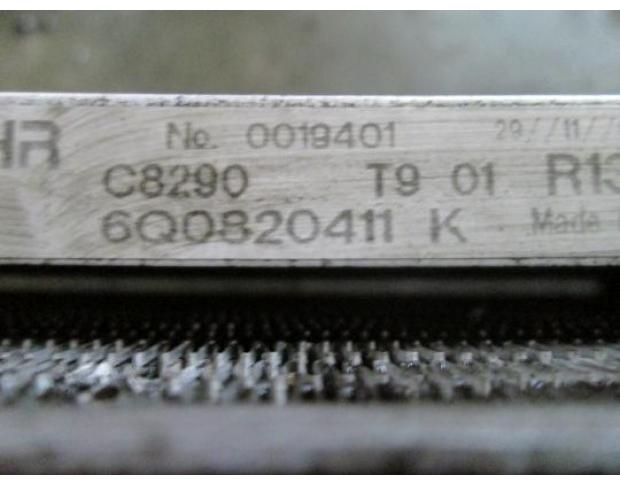 HR No. 0019401 29//11//
C8290 T9 01 R13
6Q0820411 K Made